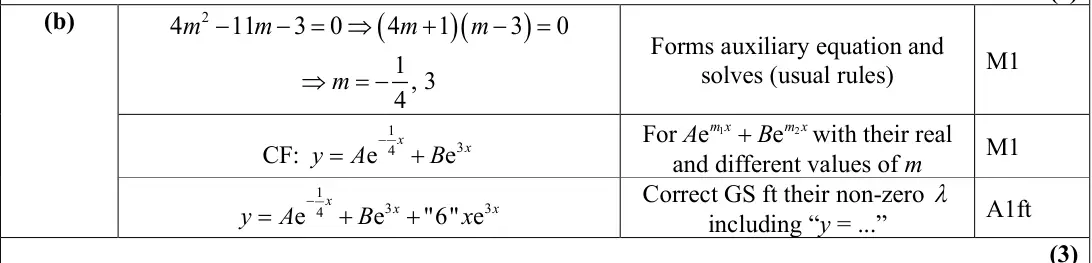 (b)
4m² − 11m − 3 = 0 ⇒ (4m + 1)(m − 3) = 0
⇒ m = −1/4, 3
Forms auxiliary equation and
solves (usual rules)
M1
CF: y = Ae^(−1/4 x) + Be^(3x)
For Ae^(m₁x) + Be^(m₂x) with their real
and different values of m
M1
y = Ae^(−1/4 x) + Be^(3x) + "6"xe^(3x)
Correct GS ft their non-zero λ
including “y = ...”
A1ft
(3)